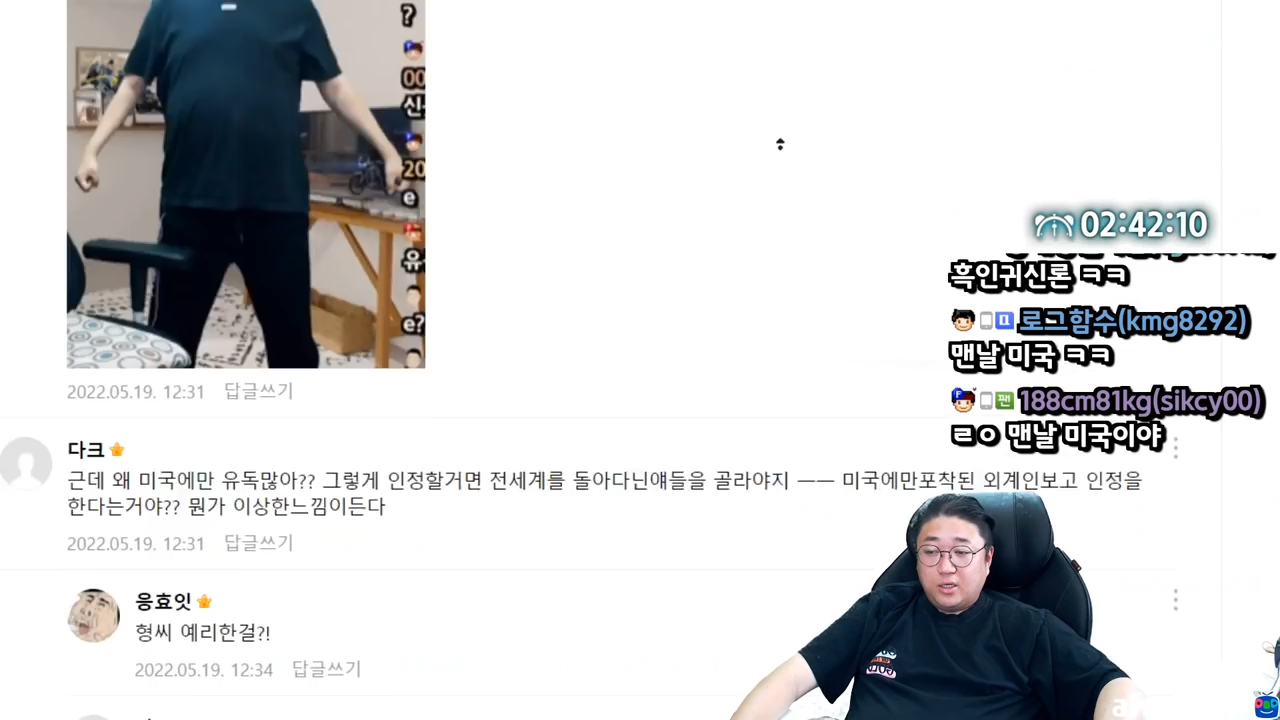 ?
00
신
20
e
유
e?
2022.05.19. 12:31 답글쓰기
02:42:10
흑인귀신론 ㅋㅋ
로그함수(kmg8292)
맨날 미국 ㅋㅋ
팬 188cm81kg(sikcy00)
ㄹㅇ 맨날 미국이야
다크
근데 왜 미국에만 유독많아?? 그렇게 인정할거면 전세계를 돌아다닌얘들을 골라야지 ㅡㅡ 미국에만포착된 외계인보고 인정을
한다는거야?? 뭔가 이상한느낌이든다
2022.05.19. 12:31 답글쓰기
응효잇
형씨 예리한걸?!
2022.05.19. 12:34 답글쓰기